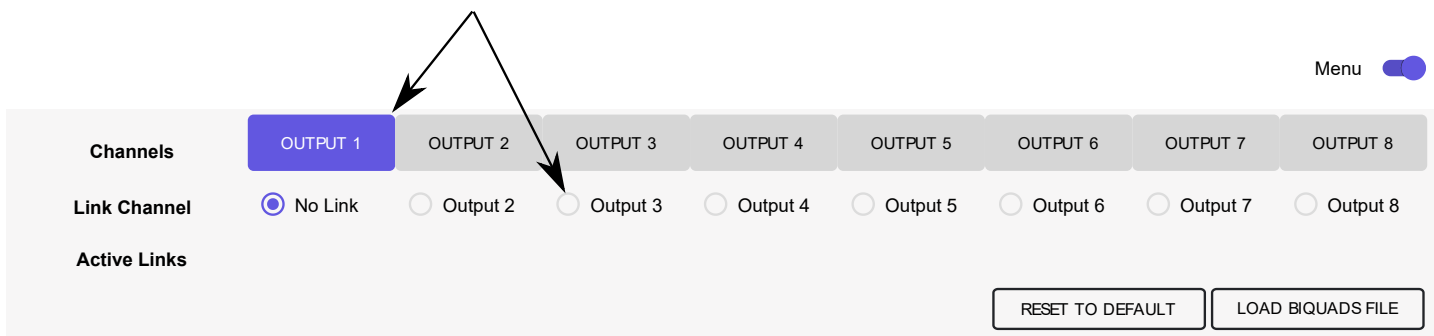 Menu
Channels OUTPUT 1 OUTPUT 2 OUTPUT 3 OUTPUT 4 OUTPUT 5 OUTPUT 6 OUTPUT 7 OUTPUT 8
Link Channel No Link Output 2 Output 3 Output 4 Output 5 Output 6 Output 7 Output 8
Active Links
RESET TO DEFAULT LOAD BIQUADS FILE